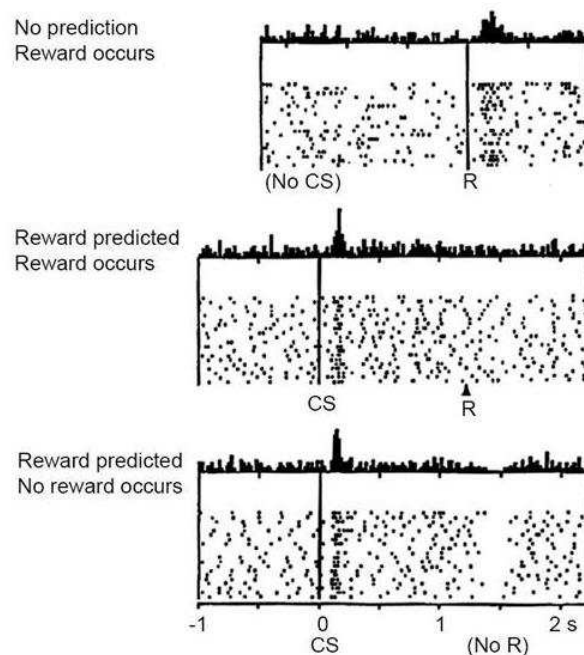 No prediction
Reward occurs
(No CS) R
Reward predicted
Reward occurs
CS R
Reward predicted
No reward occurs
-1 0 1 2 s
CS (No R)